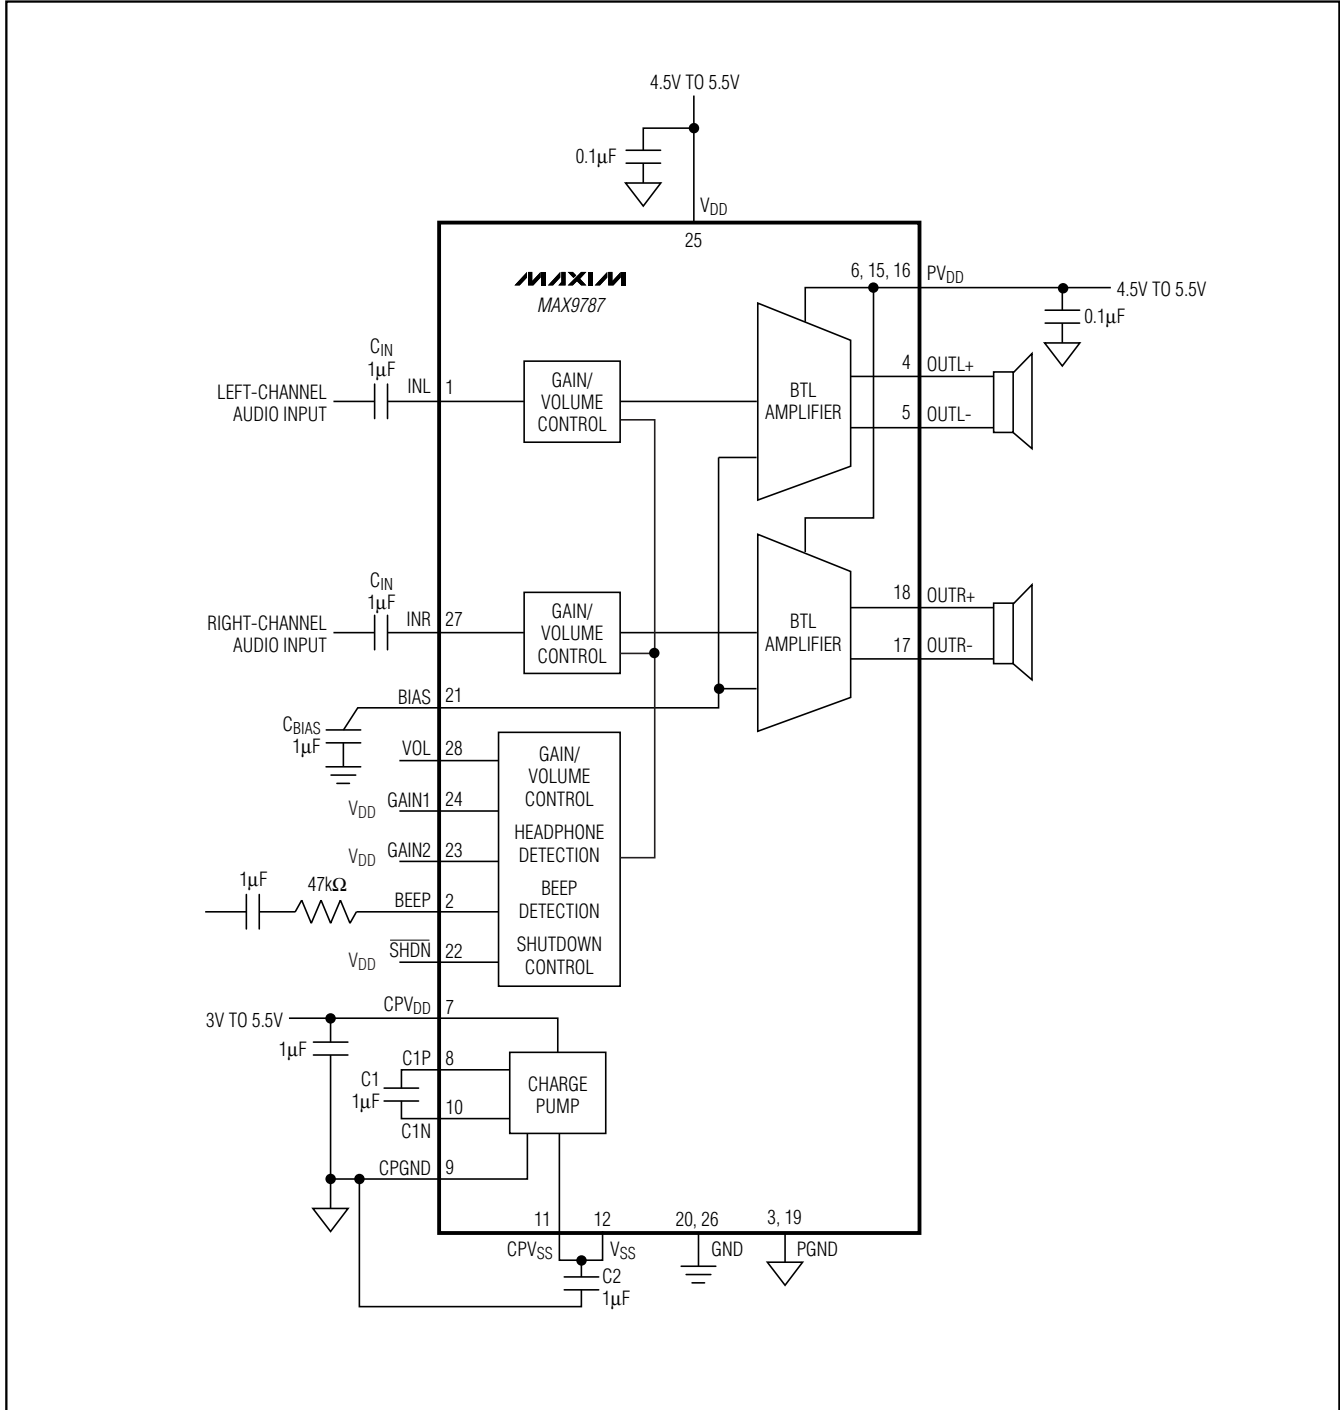 4.5V TO 5.5V
0.1µF
VDD
25
MAXIM
MAX9787
6, 15, 16
PVDD
4.5V TO 5.5V
0.1µF
CIN
1µF
LEFT-CHANNEL
AUDIO INPUT
INL
1
GAIN/
VOLUME
CONTROL
BTL
AMPLIFIER
4
OUTL+
5
OUTL-
CIN
1µF
RIGHT-CHANNEL
AUDIO INPUT
INR
27
GAIN/
VOLUME
CONTROL
BTL
AMPLIFIER
18
OUTR+
17
OUTR-
BIAS
21
CBIAS
1µF
VOL
28
VDD
GAIN1
24
VDD
GAIN2
23
1µF
47kΩ
BEEP
2
VDD
SHDN
22
GAIN/
VOLUME
CONTROL
HEADPHONE
DETECTION
BEEP
DETECTION
SHUTDOWN
CONTROL
3V TO 5.5V
CPVDD
7
1µF
C1P
8
C1
1µF
10
C1N
CHARGE
PUMP
CPGND
9
11
12
20, 26
3, 19
CPVSS
VSS
GND
PGND
C2
1µF